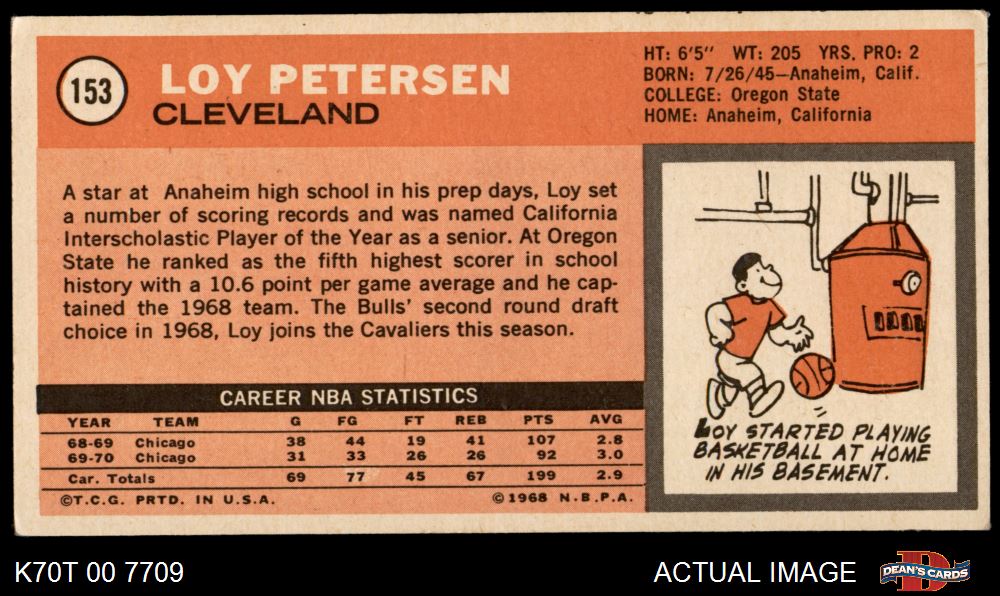 153
LOY PETERSEN
CLEVELAND
HT: 6'5" WT: 205 YRS. PRO: 2
BORN: 7/26/45—Anaheim, Calif.
COLLEGE: Oregon State
HOME: Anaheim, California
A star at Anaheim high school in his prep days, Loy set
a number of scoring records and was named California
Interscholastic Player of the Year as a senior. At Oregon
State he ranked as the fifth highest scorer in school
history with a 10.6 point per game average and he cap-
tained the 1968 team. The Bulls' second round draft
choice in 1968, Loy joins the Cavaliers this season.
CAREER NBA STATISTICS
YEAR TEAM G FG FT REB PTS AVG
68-69 Chicago 38 44 19 41 107 2.8
69-70 Chicago 31 33 26 26 92 3.0
Car. Totals 69 77 45 67 199 2.9
©T.C.G. PRTD. IN U.S.A. ©1968 N.B.P.A.
LOY STARTED PLAYING
BASKETBALL AT HOME
IN HIS BASEMENT.
K70T 00 7709
ACTUAL IMAGE
D
DEAN'S CARDS